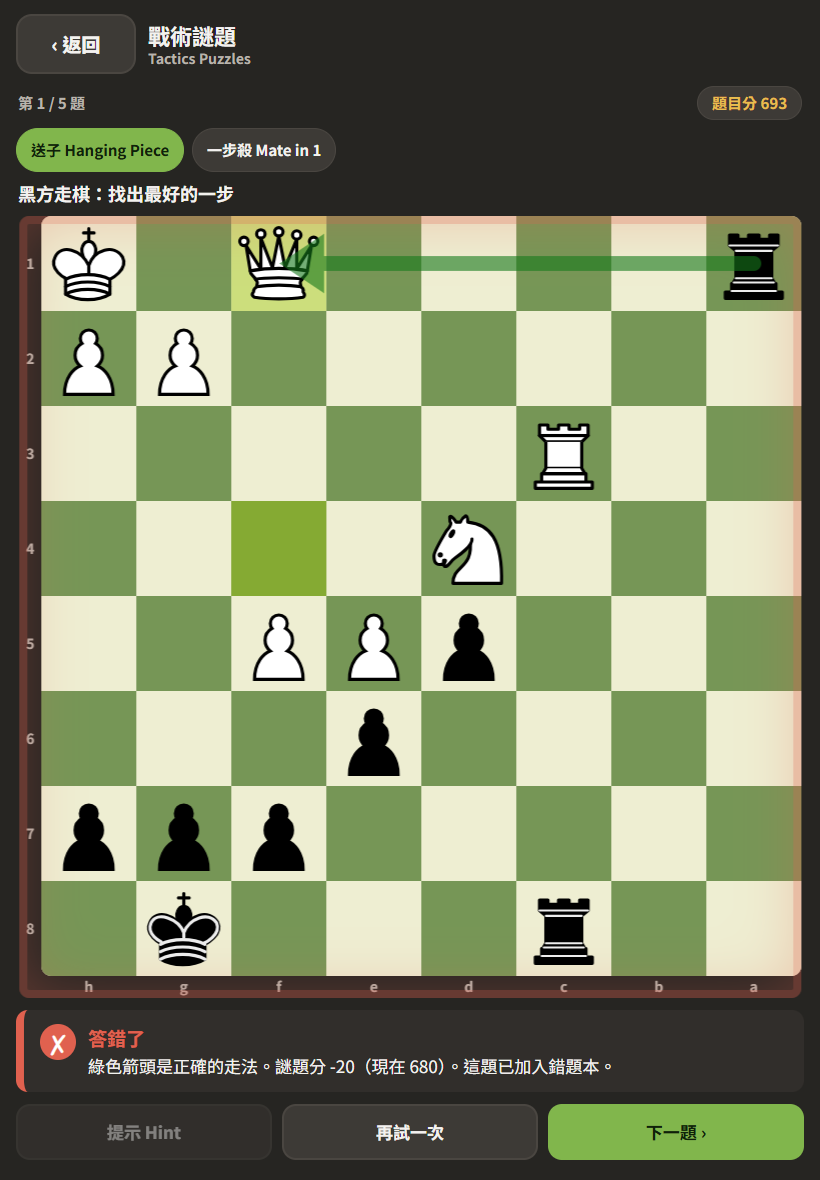 ‹ 返回
戰術謎題
Tactics Puzzles
第 1 / 5 題
題目分 693
送子 Hanging Piece
一步殺 Mate in 1
黑方走棋：找出最好的一步
1
2
3
4
5
6
7
8
h g f e d c b a
答錯了
綠色箭頭是正確的走法。謎題分 -20（現在 680）。這題已加入錯題本。
提示 Hint
再試一次
下一題 ›